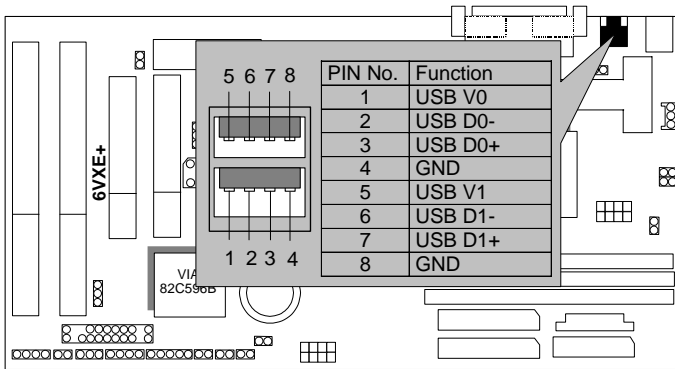 5 6 7 8
1 2 3 4
PIN No. Function
1 USB V0
2 USB D0-
3 USB D0+
4 GND
5 USB V1
6 USB D1-
7 USB D1+
8 GND
6VXE+
VIA
82C596B